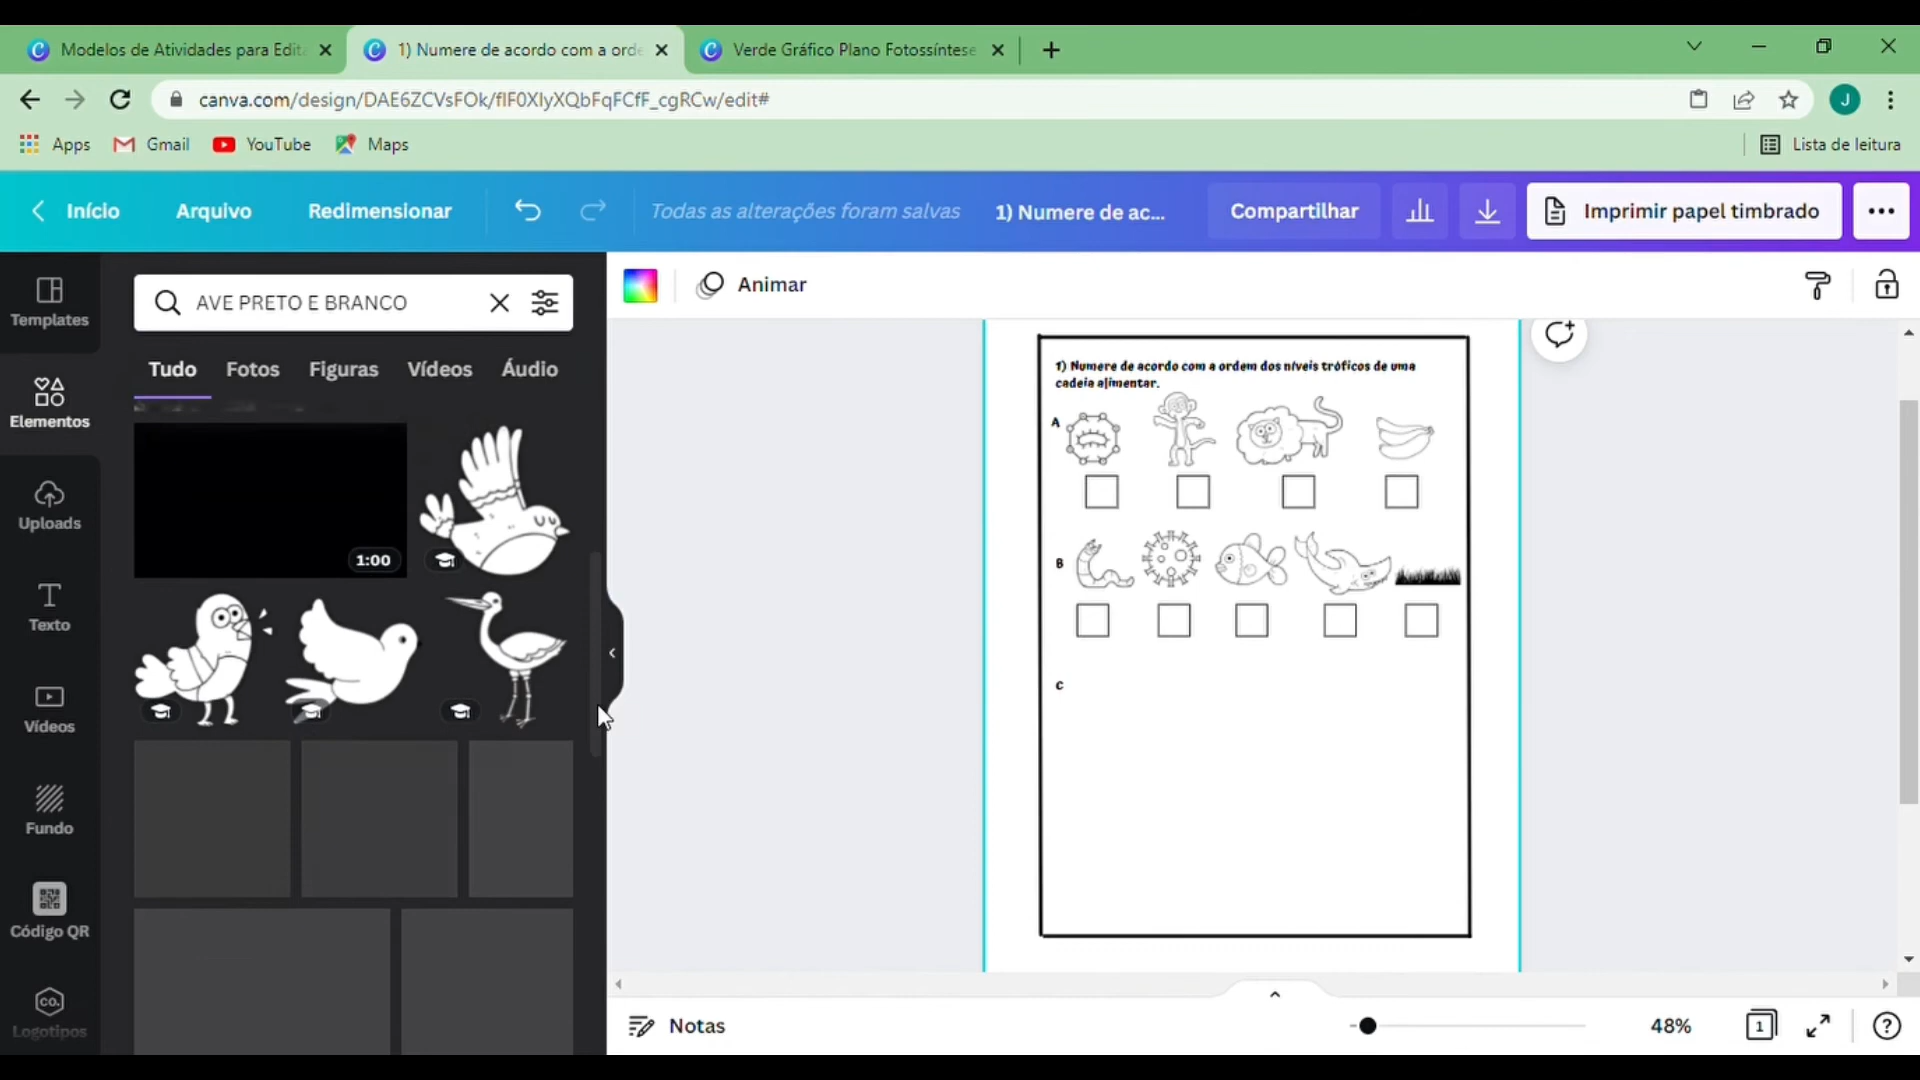 Modelos de Atividades para Edita
1) Numere de acordo com a orde
Verde Gráfico Plano Fotossíntese
canva.com/design/DAE6ZCVsFOk/flF0XlyXQbFqFCfF_cgRCw/edit#
J
Apps
Gmail
YouTube
Maps
Lista de leitura
Início
Arquivo
Redimensionar
Todas as alterações foram salvas
1) Numere de ac...
Compartilhar
Imprimir papel timbrado
Templates
Elementos
Uploads
Texto
Vídeos
Fundo
Código QR
CO.
Logotipos
AVE PRETO E BRANCO
Tudo
Fotos
Figuras
Vídeos
Áudio
1:00
Animar
1) Numere de acordo com a ordem dos níveis tróficos de uma
cadeia alimentar.
A
B
C
Notas
48%
1